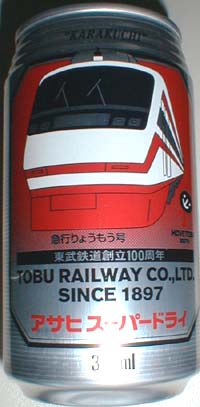 "KARAKUCHI"
急行りょうもう号
東武鉄道創立100周年
TOBU RAILWAY CO.,LTD.
SINCE 1897
アサヒスーパードライ
ml